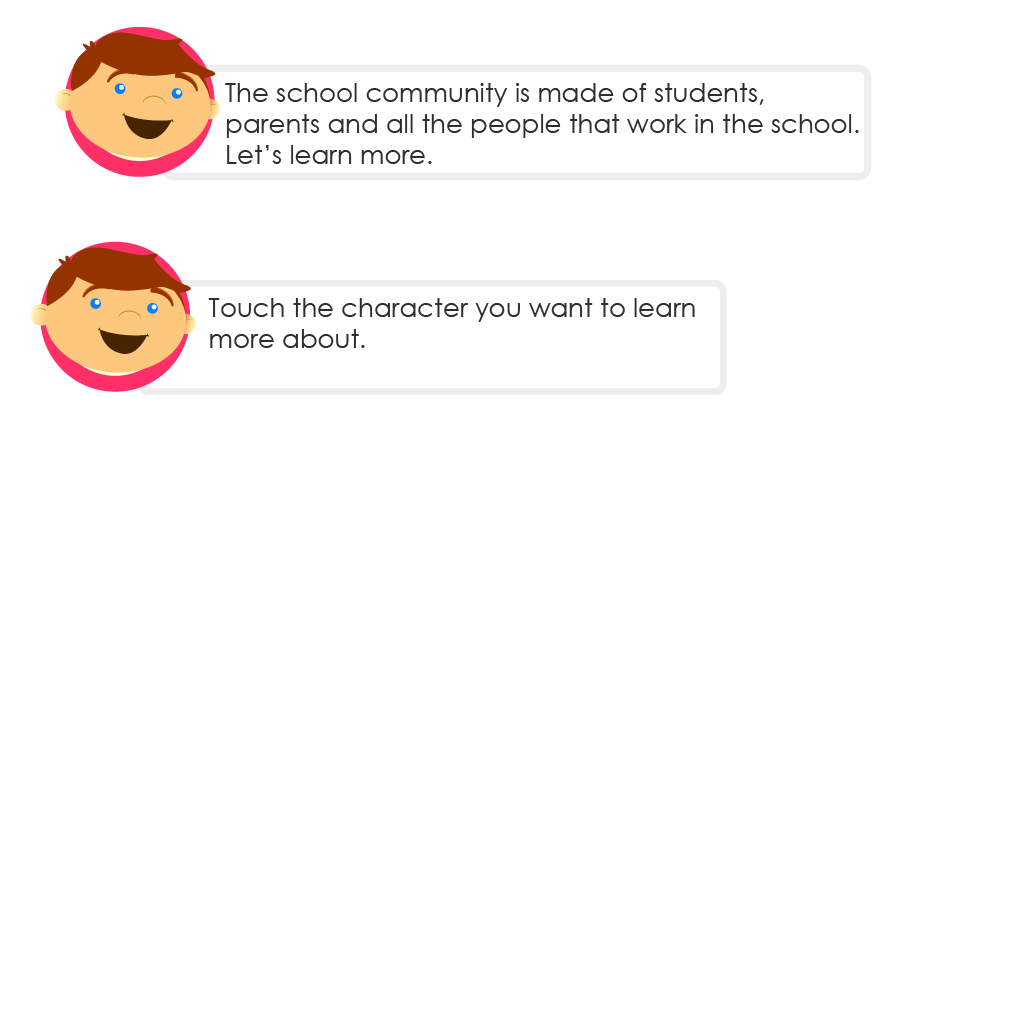 The school community is made of students,
parents and all the people that work in the school.
Let’s learn more.
Touch the character you want to learn
more about.